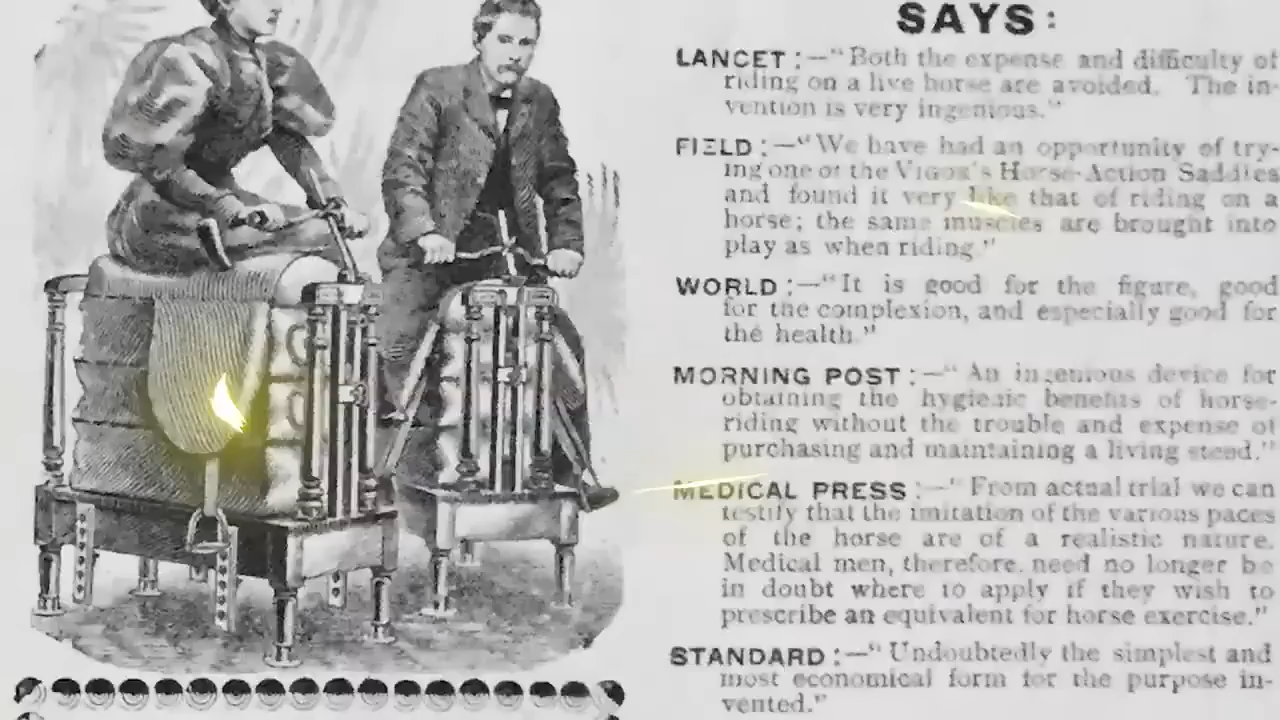 SAYS:
LANCET:—"Both the expense and difficulty of
riding on a live horse are avoided. The in-
vention is very ingenious."
FIELD:—"We have had an opportunity of try-
ing one of the VIGOR'S Horse-Action Saddles
and found it very like that of riding on a
horse; the same muscles are brought into
play as when riding."
WORLD:—"It is good for the figure, good
for the complexion, and especially good for
the health."
MORNING POST:—"An ingenious device for
obtaining the hygienic benefits of horse-
riding without the trouble and expense of
purchasing and maintaining a living steed."
MEDICAL PRESS:—"From actual trial we can
testify that the imitation of the various paces
of the horse are of a realistic nature.
Medical men, therefore, need no longer be
in doubt where to apply if they wish to
prescribe an equivalent for horse exercise."
STANDARD:—"Undoubtedly the simplest and
most economical form for the purpose in-
vented."